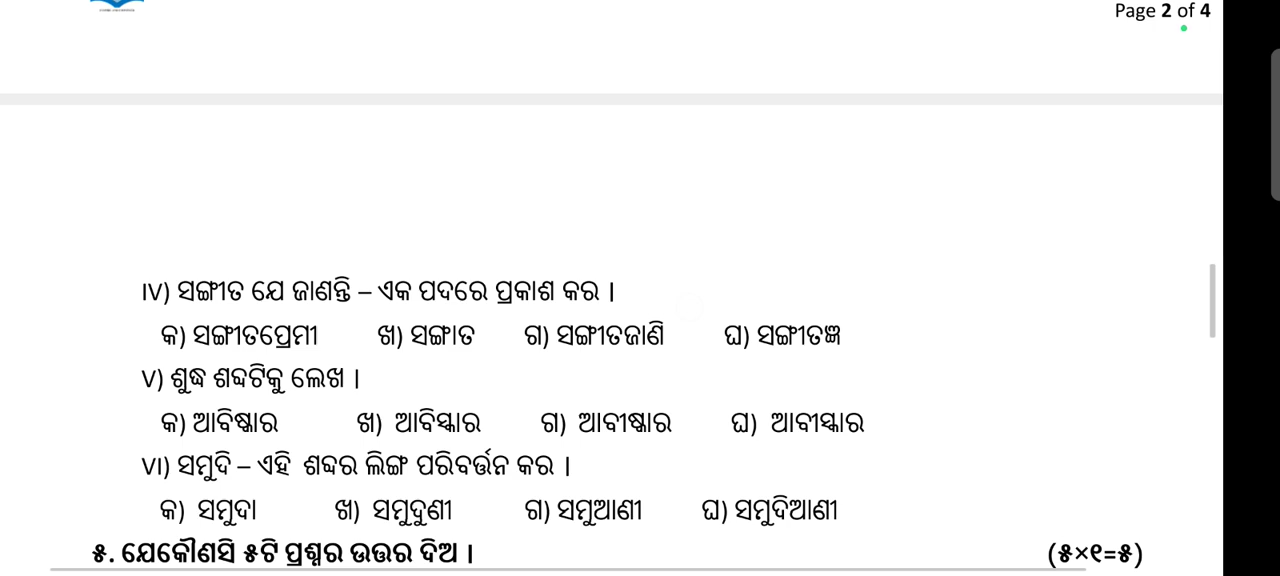 Page 2 of 4
IV) ସଙ୍ଗୀତ ଯେ ଜାଣନ୍ତି – ଏକ ପଦରେ ପ୍ରକାଶ କର ।
କ) ସଙ୍ଗୀତପ୍ରେମୀ ଖ) ସଙ୍ଗାତ ଗ) ସଙ୍ଗୀତଜାଣି ଘ) ସଙ୍ଗୀତଜ୍ଞ
V) ଶୁଦ୍ଧ ଶବ୍ଦଟିକୁ ଲେଖ ।
କ) ଆବିଷ୍କାର ଖ) ଆବିସ୍କାର ଗ) ଆବୀଷ୍କାର ଘ) ଆବୀସ୍କାର
VI) ସମୁଦି – ଏହି ଶବ୍ଦର ଲିଙ୍ଗ ପରିବର୍ତ୍ତନ କର ।
କ) ସମୁଦା ଖ) ସମୁଦୁଣୀ ଗ) ସମୁଆଣୀ ଘ) ସମୁଦିଆଣୀ
୫. ଯେକୌଣସି ୫ଟି ପ୍ରଶ୍ନର ଉତ୍ତର ଦିଅ । (୫×୧=୫)